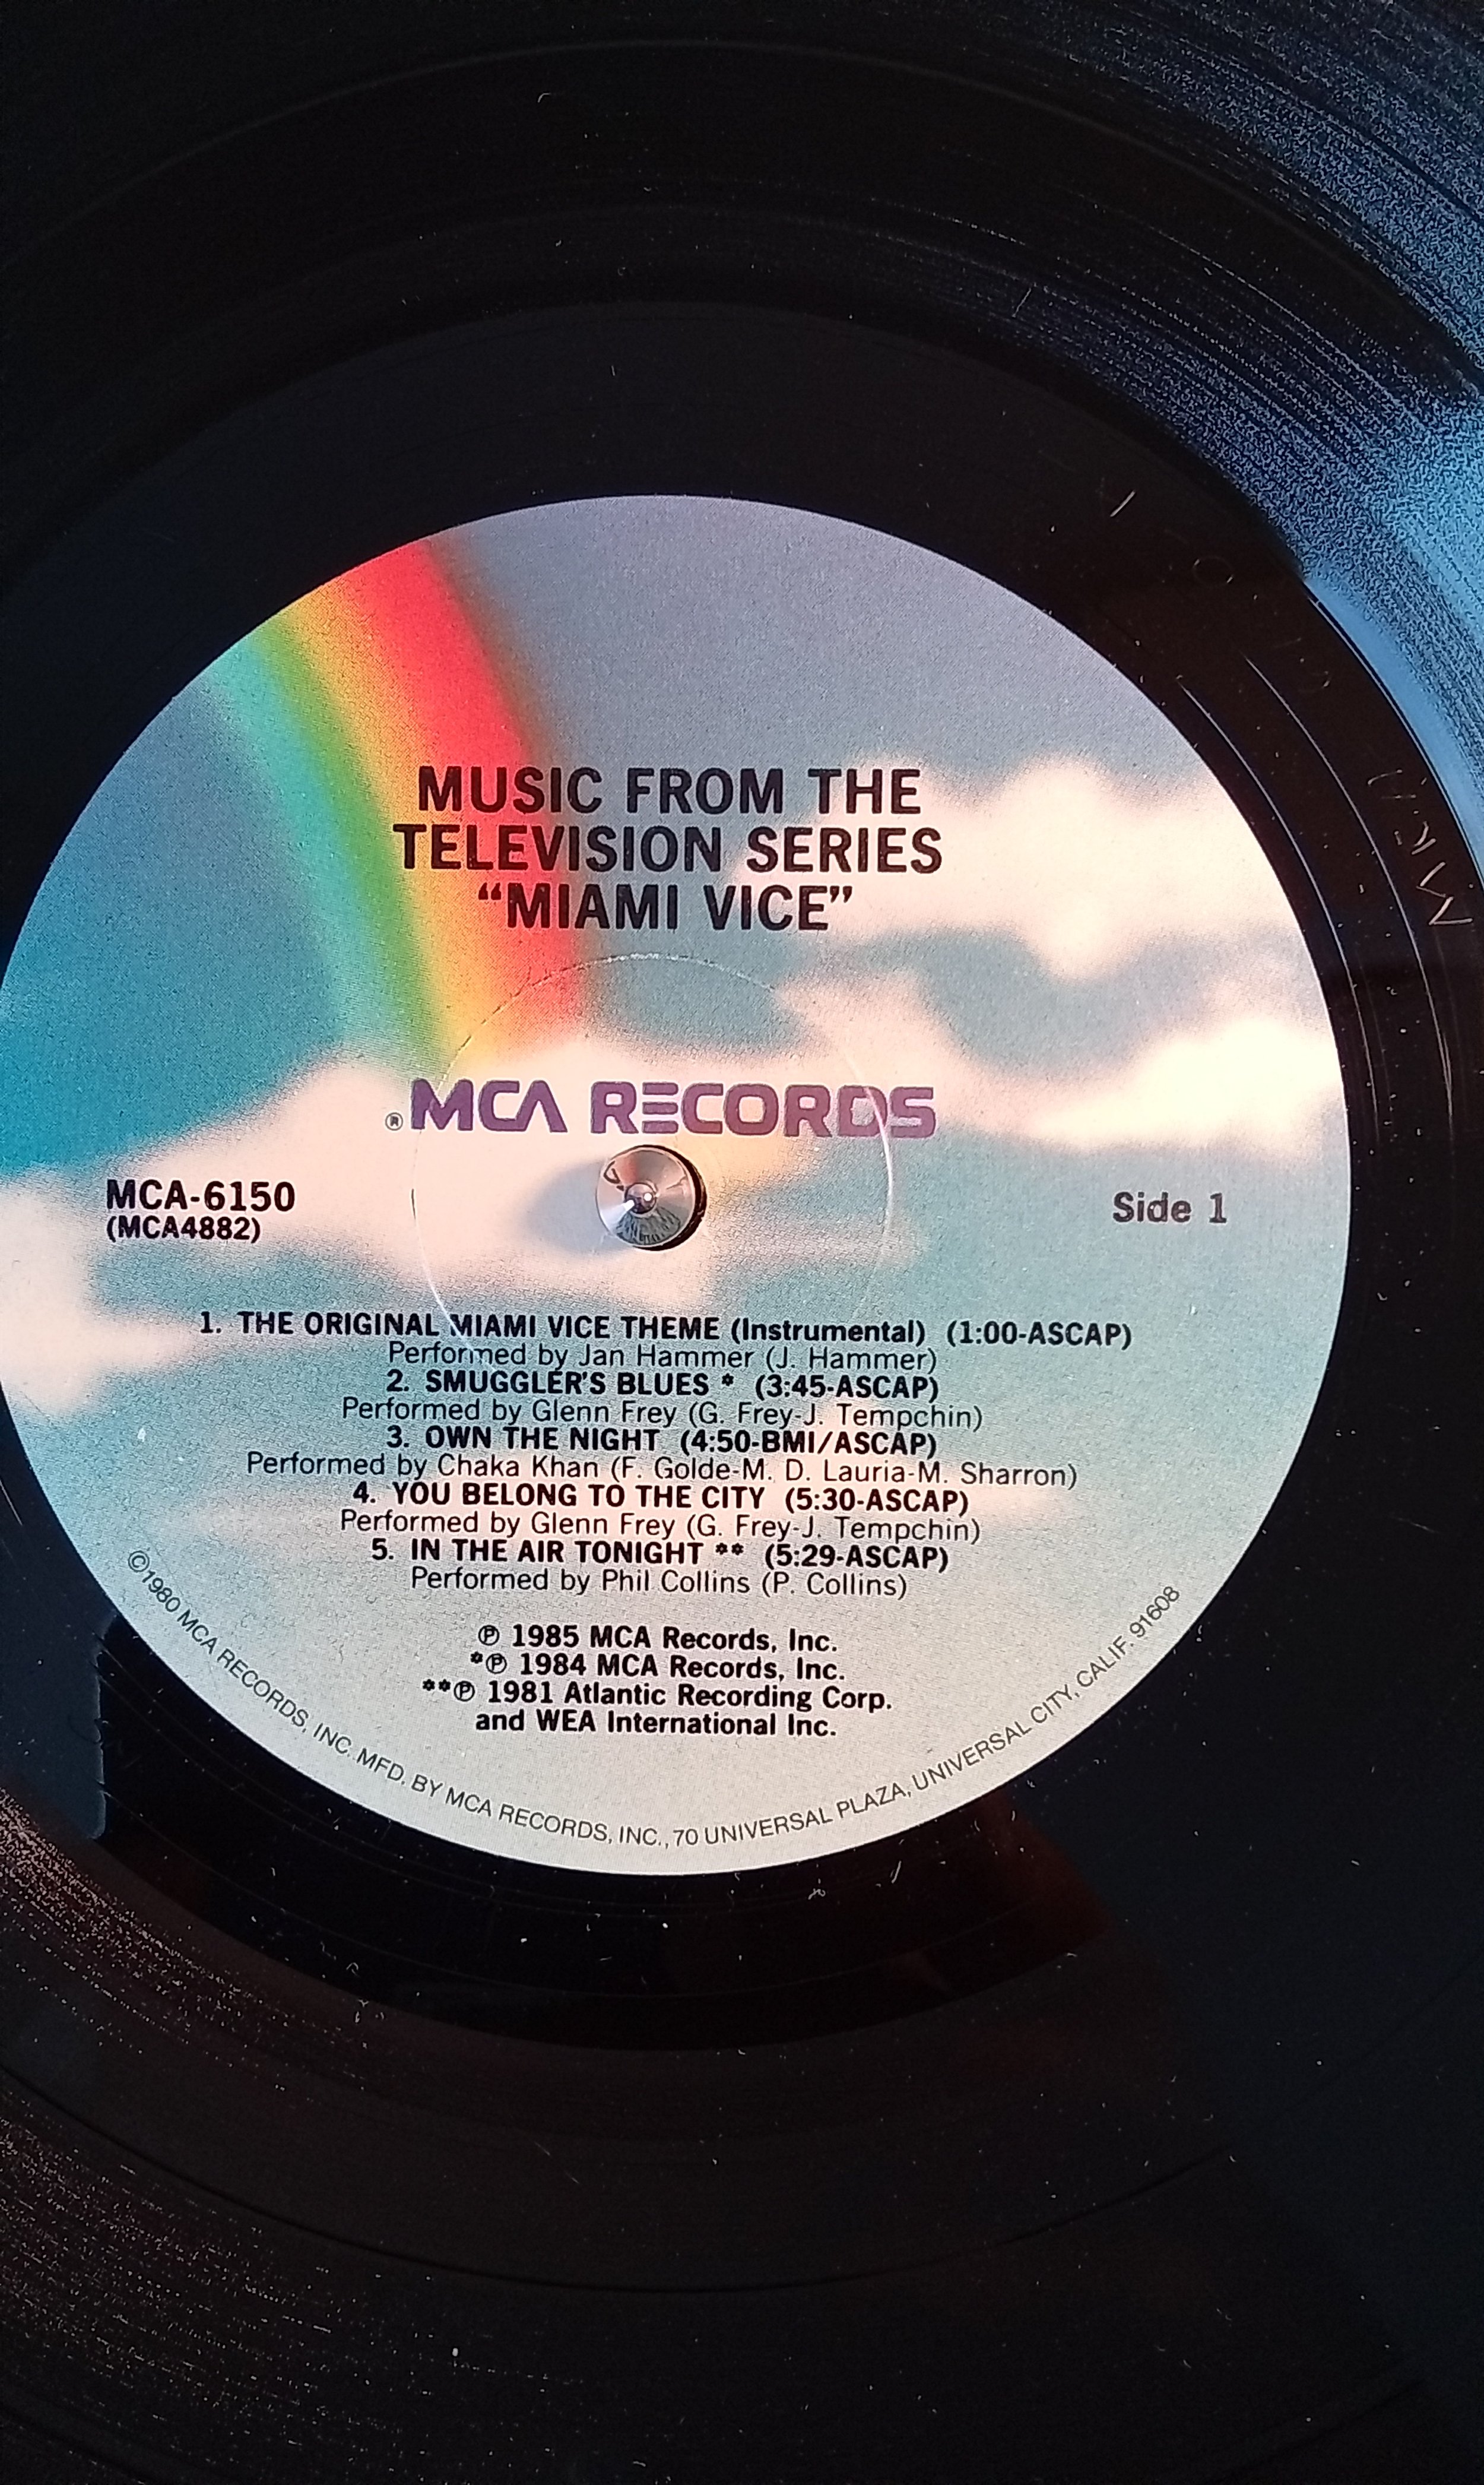 MUSIC FROM THE
TELEVISION SERIES
“MIAMI VICE”
®MCA RECORDS
MCA-6150
(MCA4882)
Side 1
1. THE ORIGINAL MIAMI VICE THEME (Instrumental) (1:00-ASCAP)
Performed by Jan Hammer (J. Hammer)
2. SMUGGLER'S BLUES * (3:45-ASCAP)
Performed by Glenn Frey (G. Frey-J. Tempchin)
3. OWN THE NIGHT (4:50-BMI/ASCAP)
Performed by Chaka Khan (F. Golde-M. D. Lauria-M. Sharron)
4. YOU BELONG TO THE CITY (5:30-ASCAP)
Performed by Glenn Frey (G. Frey-J. Tempchin)
5. IN THE AIR TONIGHT ** (5:29-ASCAP)
Performed by Phil Collins (P. Collins)
℗ 1985 MCA Records, Inc.
*℗ 1984 MCA Records, Inc.
**℗ 1981 Atlantic Recording Corp.
and WEA International Inc.
©1980 MCA RECORDS, INC. MFD. BY MCA RECORDS, INC., 70 UNIVERSAL PLAZA, UNIVERSAL CITY, CALIF. 91608